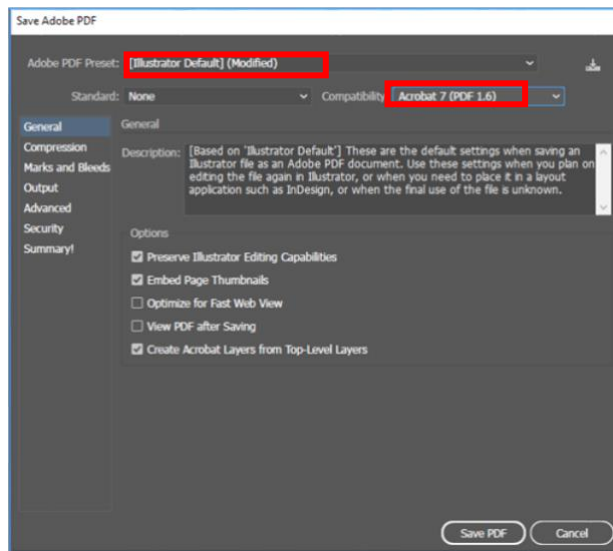 Save Adobe PDF
Adobe PDF Preset: [Illustrator Default] (Modified)
Standard: None Compatibility Acrobat 7 (PDF 1.6)
General
Compression
Marks and Bleeds
Output
Advanced
Security
Summary!
General
Description: [Based on 'Illustrator Default'] These are the default settings when saving an
Illustrator file as an Adobe PDF document. Use these settings when you plan on
editing the file again in Illustrator, or when you need to place it in a layout
application such as InDesign, or when the final use of the file is unknown.
Options
Preserve Illustrator Editing Capabilities
Embed Page Thumbnails
Optimize for Fast Web View
View PDF after Saving
Create Acrobat Layers from Top-Level Layers
Save PDF Cancel